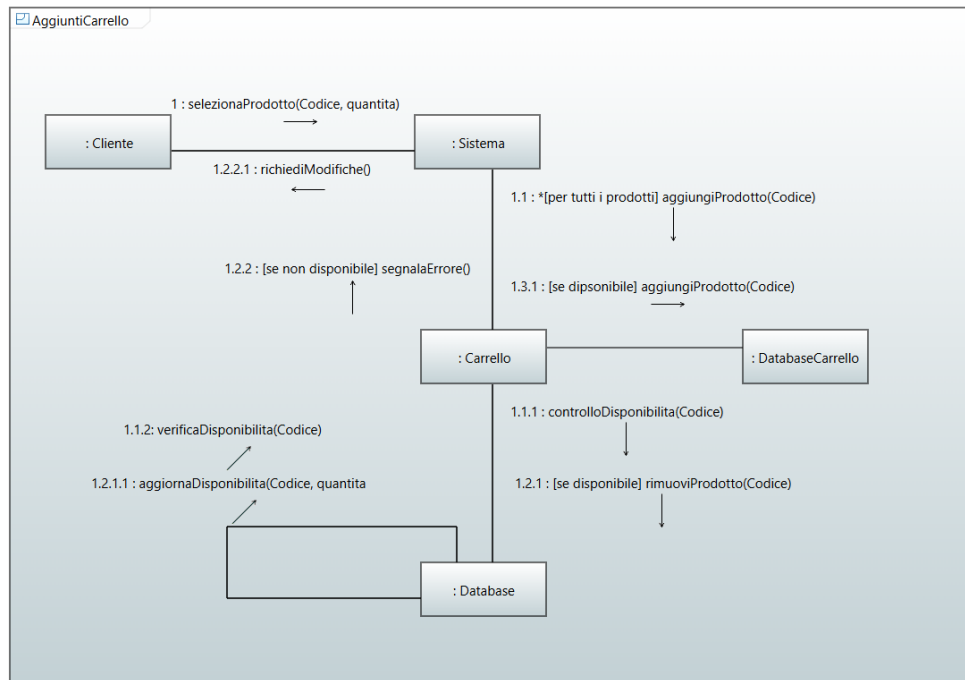 AggiuntiCarrello
1 : selezionaProdotto(Codice, quantita)
: Cliente
: Sistema
1.2.2.1 : richiediModifiche()
1.1 : *[per tutti i prodotti] aggiungiProdotto(Codice)
1.2.2 : [se non disponibile] segnalaErrore()
1.3.1 : [se dipsonibile] aggiungiProdotto(Codice)
: Carrello
: DatabaseCarrello
1.1.1 : controlloDisponibilita(Codice)
1.1.2: verificaDisponibilita(Codice)
1.2.1.1 : aggiornaDisponibilita(Codice, quantita
1.2.1 : [se disponibile] rimuoviProdotto(Codice)
: Database